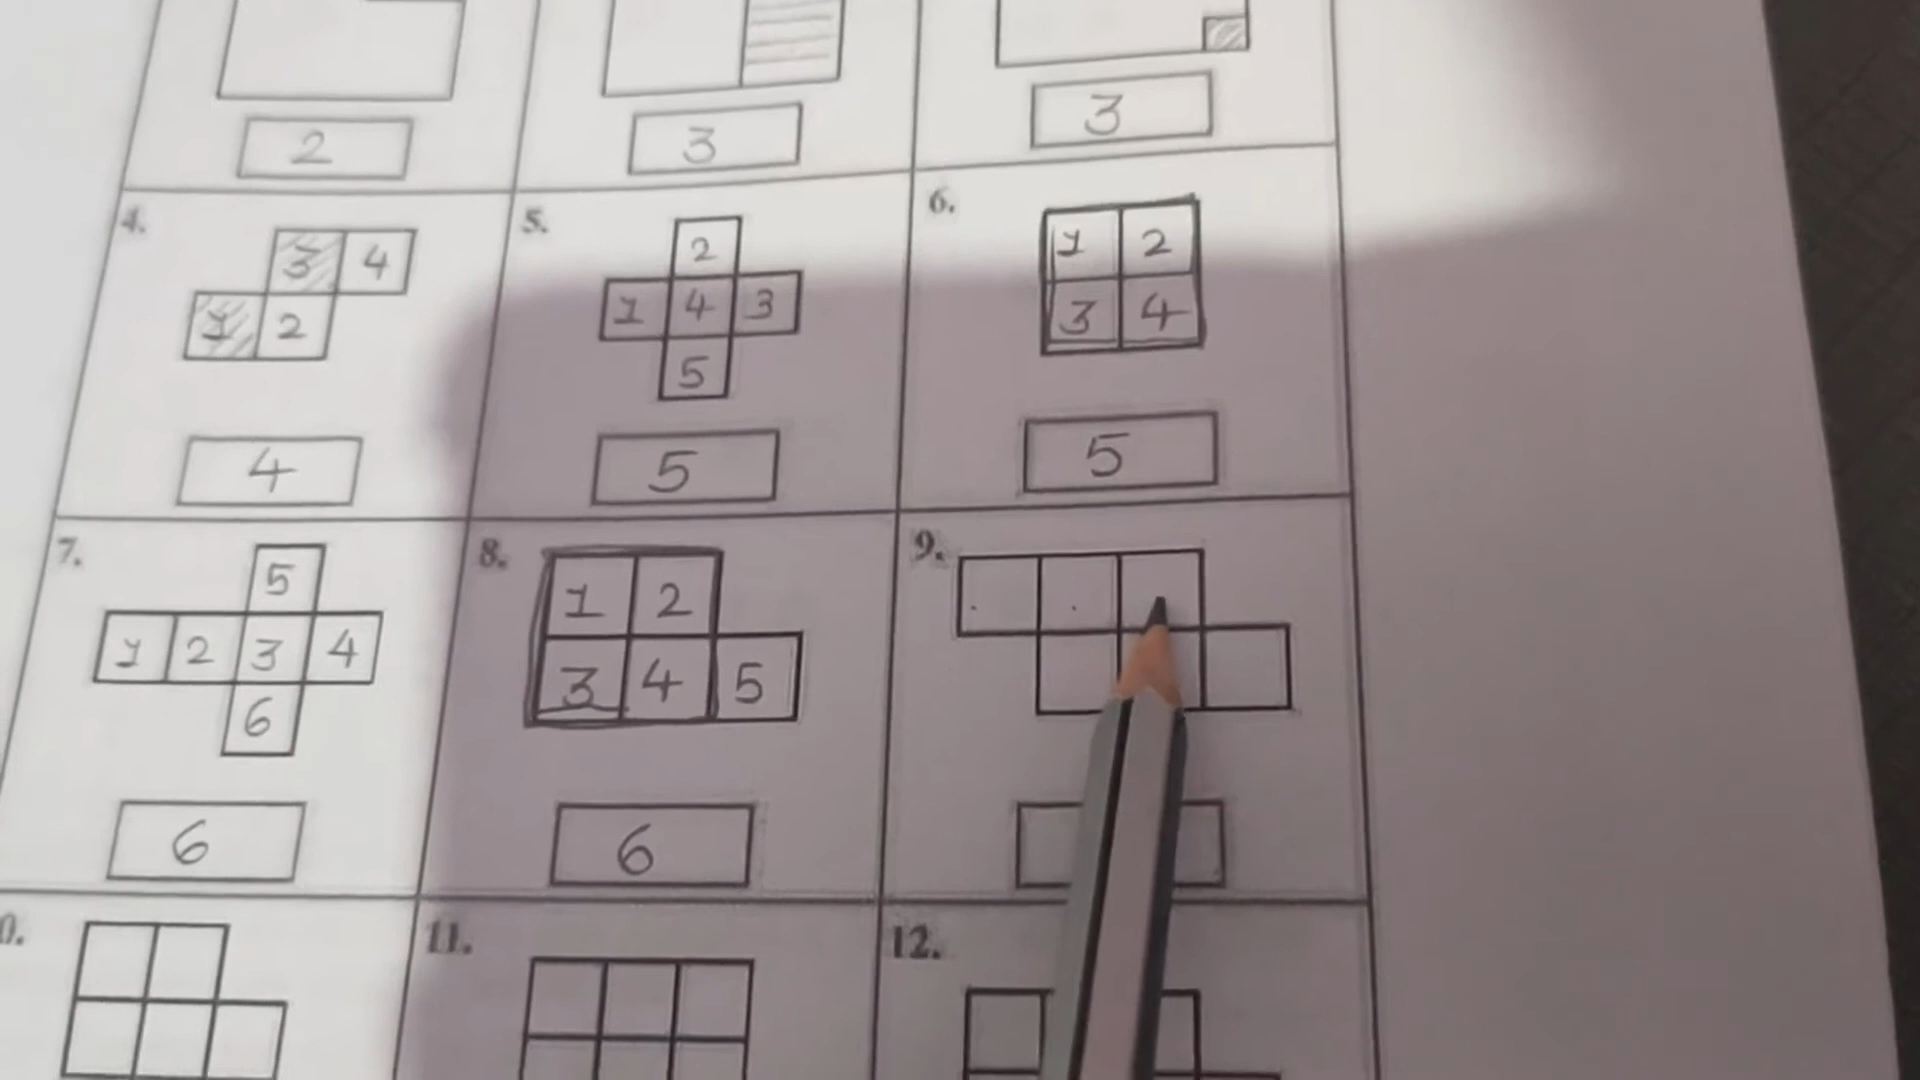 2 3 3
4. 5. 6.
3 4 2 1 2
1 2 1 4 3 3 4
5
4 5 5
7. 8. 9.
5 1 2
1 2 3 4 3 4 5
6
6 6
0. 11. 12.